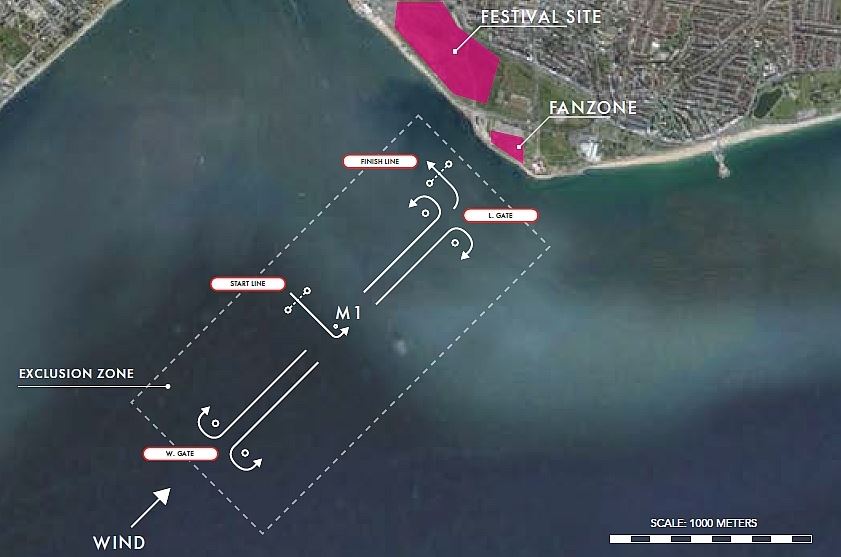 FESTIVAL SITE
FANZONE
FINISH LINE
L. GATE
START LINE
M1
EXCLUSION ZONE
W. GATE
WIND
SCALE: 1000 METERS